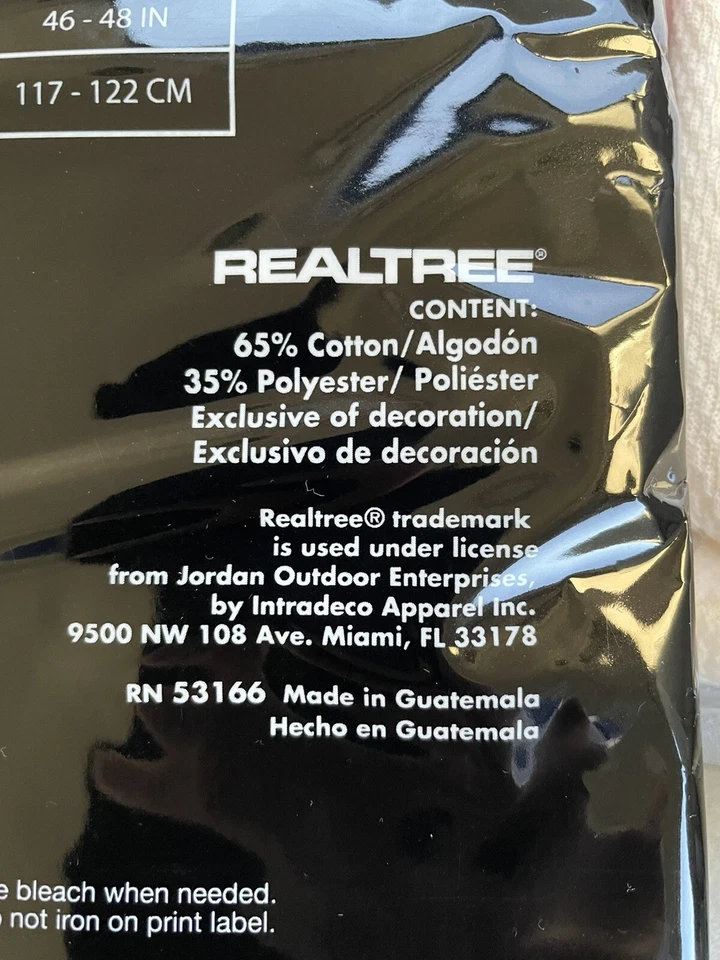 46 - 48 IN
117 - 122 CM
REALTREE®
CONTENT:
65% Cotton/Algodón
35% Polyester/ Poliéster
Exclusive of decoration/
Exclusivo de decoración
Realtree® trademark
is used under license
from Jordan Outdoor Enterprises,
by Intradeco Apparel Inc.
9500 NW 108 Ave. Miami, FL 33178
RN 53166 Made in Guatemala
Hecho en Guatemala
bleach when needed.
not iron on print label.